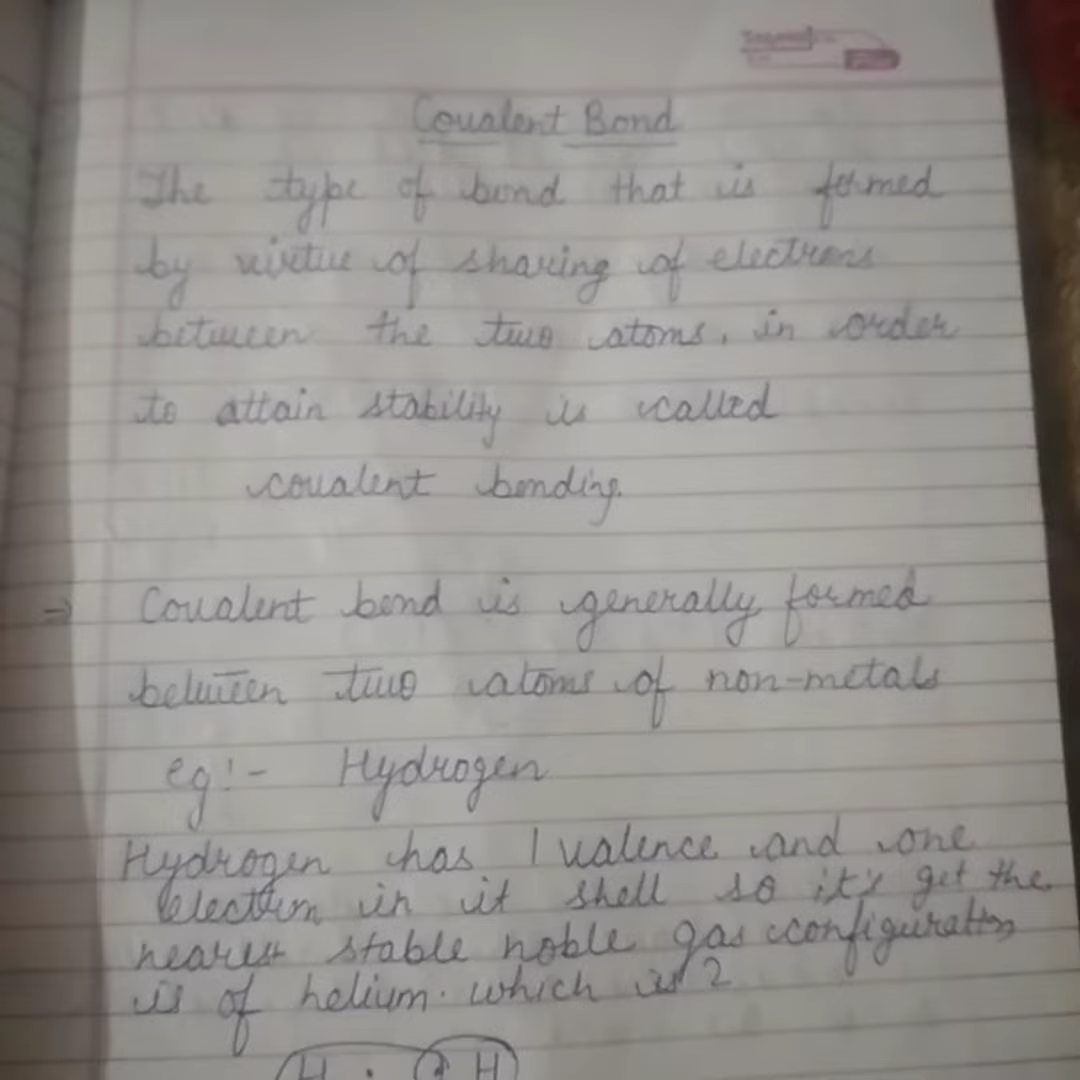 Covalent Bond
The type of bond that is formed
by virtue of sharing of electrons
between the two atoms, in order
to attain stability is called
covalent bonding.
⇒ Covalent bond is generally formed
between two atoms of non-metals
eg:- Hydrogen
Hydrogen has 1 valence and one
electron in it shell so it's get the
nearest stable noble gas configuration
is of helium. which is 2
H . H